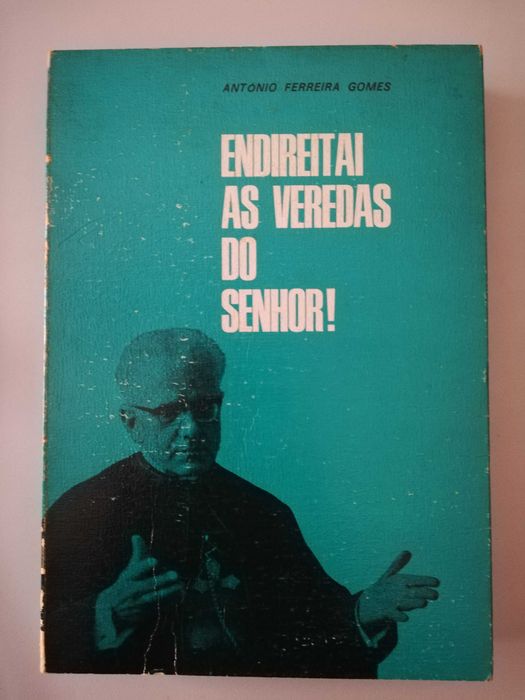 ANTÓNIO FERREIRA GOMES
ENDIREITAI
AS VEREDAS
DO
SENHOR!